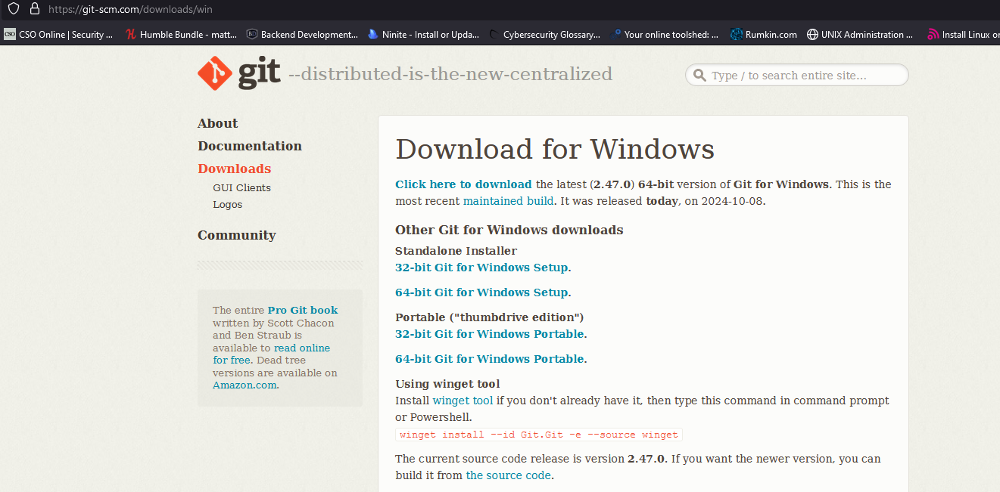 https://git-scm.com/downloads/win
CSO CSO Online | Security ... Humble Bundle - matt... Backend Development... Ninite - Install or Upda... Cybersecurity Glossary... Your online toolshed: ... Rumkin.com UNIX Administration ... Install Linux or
git --distributed-is-the-new-centralized
Type / to search entire site...
About
Documentation
Downloads
GUI Clients
Logos
Community
The entire Pro Git book
written by Scott Chacon
and Ben Straub is
available to read online
for free. Dead tree
versions are available on
Amazon.com.
Download for Windows
Click here to download the latest (2.47.0) 64-bit version of Git for Windows. This is the
most recent maintained build. It was released today, on 2024-10-08.
Other Git for Windows downloads
Standalone Installer
32-bit Git for Windows Setup.
64-bit Git for Windows Setup.
Portable ("thumbdrive edition")
32-bit Git for Windows Portable.
64-bit Git for Windows Portable.
Using winget tool
Install winget tool if you don't already have it, then type this command in command prompt
or Powershell.
winget install --id Git.Git -e --source winget
The current source code release is version 2.47.0. If you want the newer version, you can
build it from the source code.